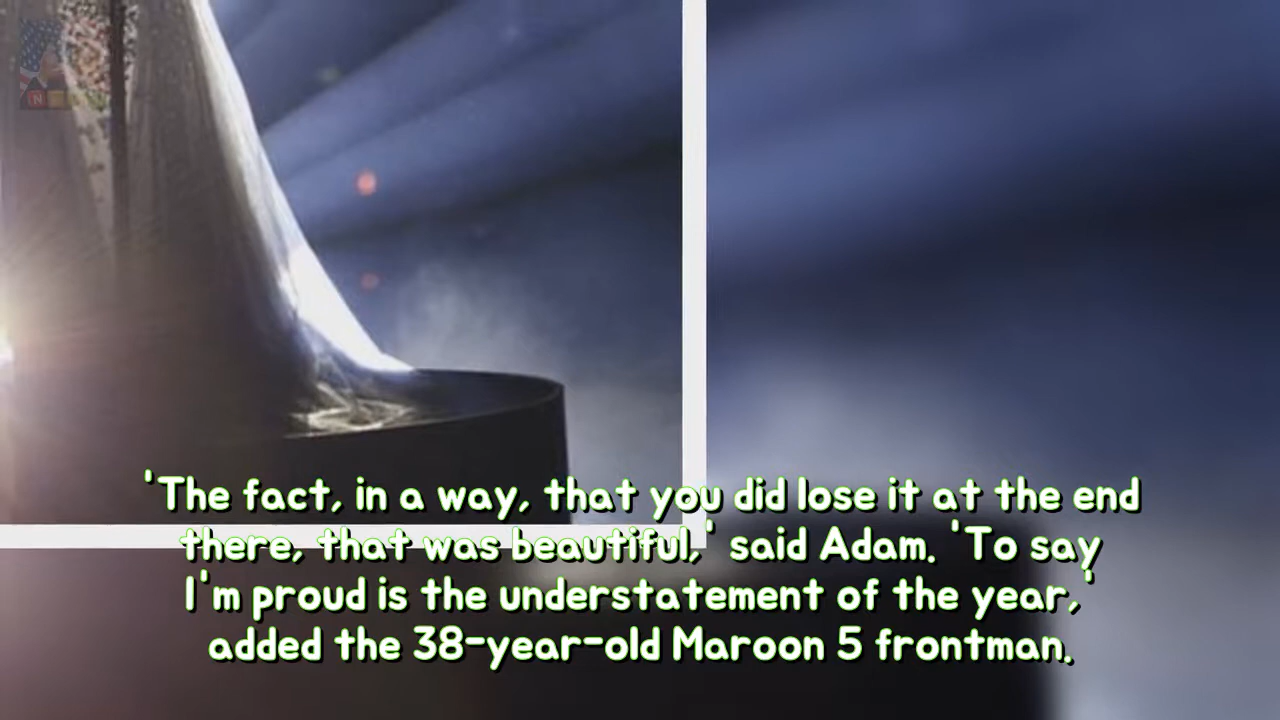 'The fact, in a way, that you did lose it at the end
there, that was beautiful,' said Adam. 'To say
I'm proud is the understatement of the year,'
added the 38-year-old Maroon 5 frontman.